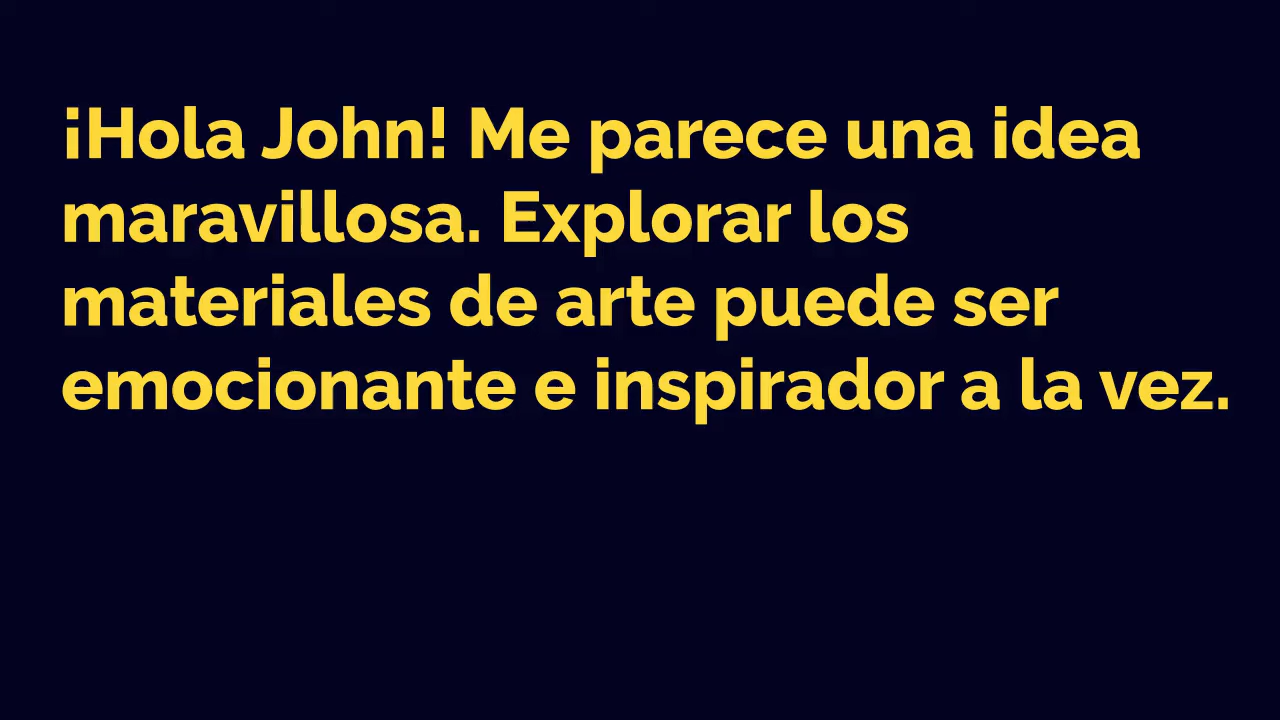 ¡Hola John! Me parece una idea
maravillosa. Explorar los
materiales de arte puede ser
emocionante e inspirador a la vez.